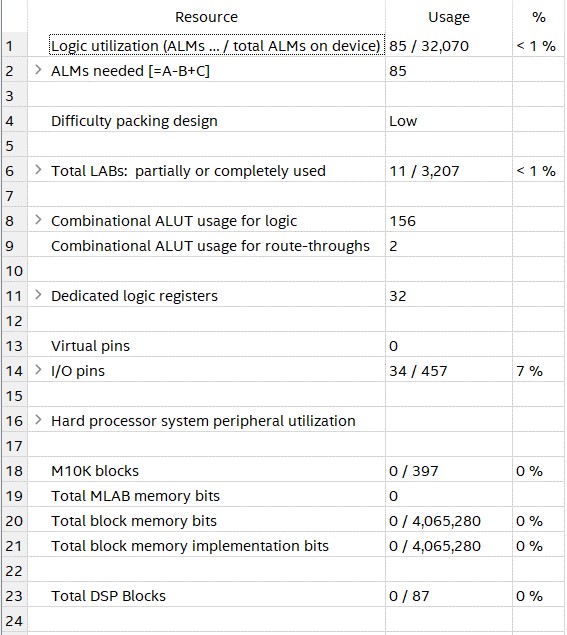 Resource Usage %
1 Logic utilization (ALMs ... / total ALMs on device) 85 / 32,070 < 1 %
2 > ALMs needed [=A-B+C] 85
3
4 Difficulty packing design Low
5
6 > Total LABs: partially or completely used 11 / 3,207 < 1 %
7
8 > Combinational ALUT usage for logic 156
9 Combinational ALUT usage for route-throughs 2
10
11 > Dedicated logic registers 32
12
13 Virtual pins 0
14 > I/O pins 34 / 457 7 %
15
16 > Hard processor system peripheral utilization
17
18 M10K blocks 0 / 397 0 %
19 Total MLAB memory bits 0
20 Total block memory bits 0 / 4,065,280 0 %
21 Total block memory implementation bits 0 / 4,065,280 0 %
22
23 Total DSP Blocks 0 / 87 0 %
24